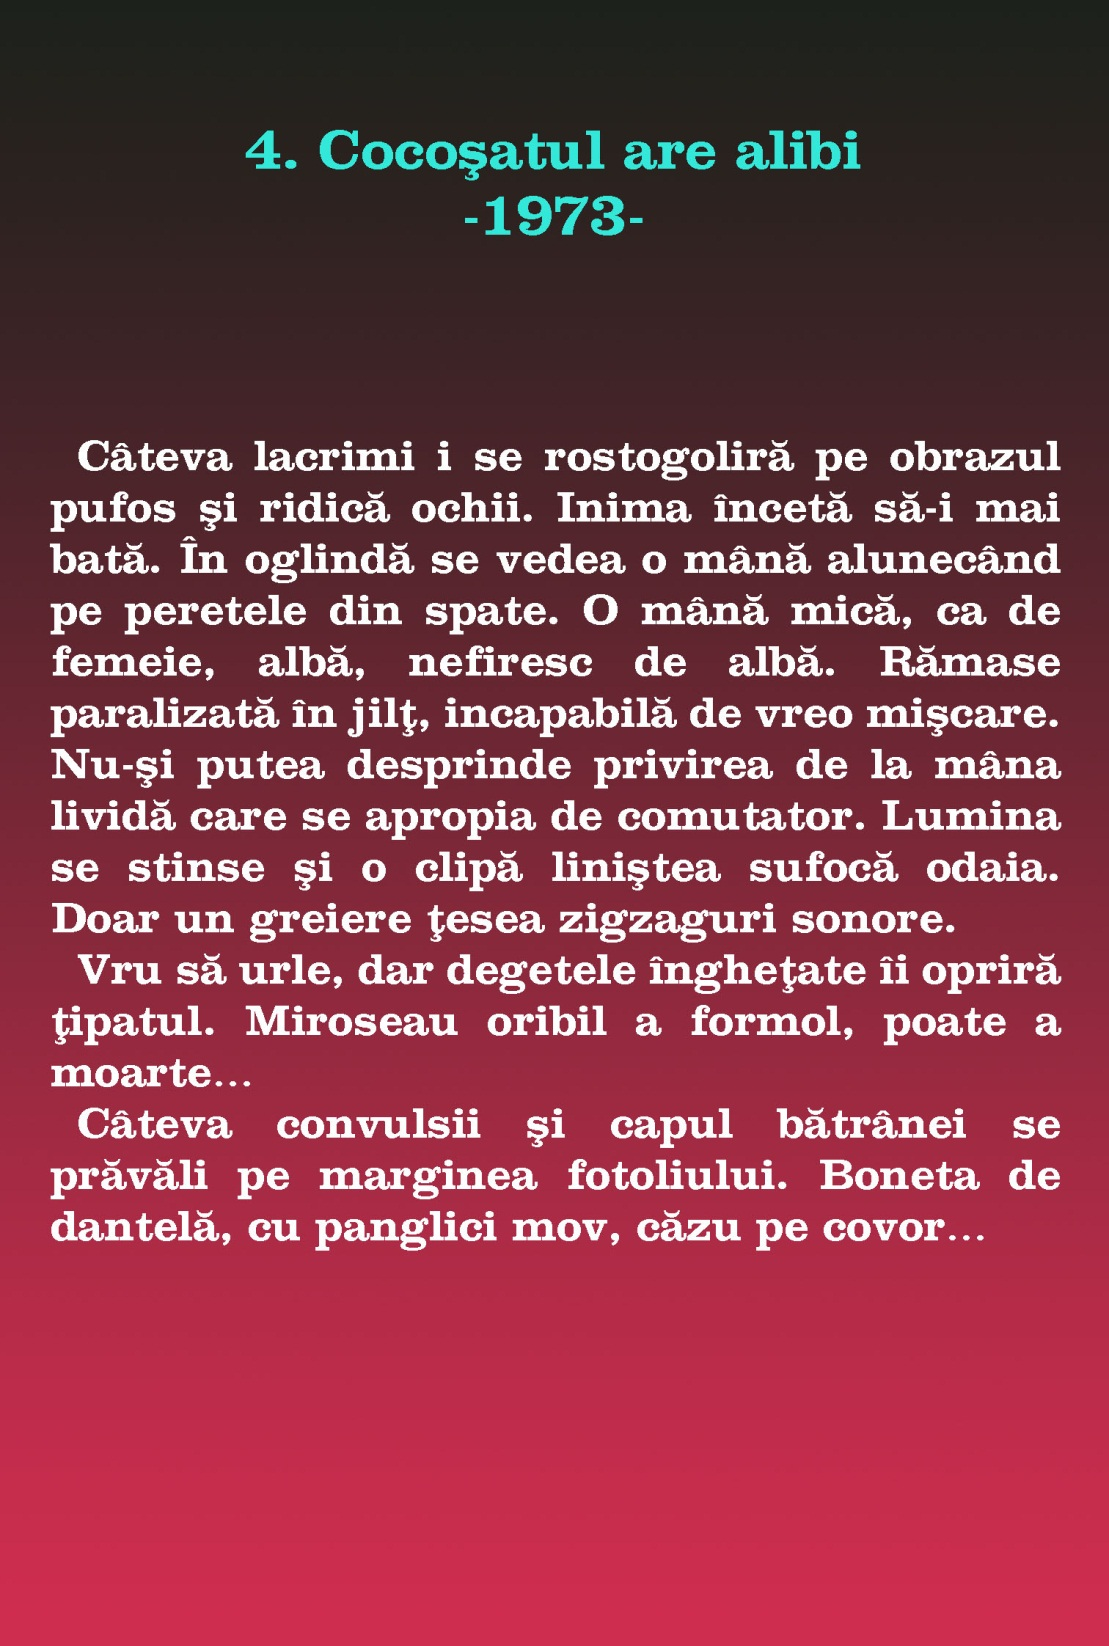 4. Cocoşatul are alibi
-1973-
Câteva lacrimi i se rostogoliră pe obrazul
pufos şi ridică ochii. Inima încetă să-i mai
bată. În oglindă se vedea o mână alunecând
pe peretele din spate. O mână mică, ca de
femeie, albă, nefiresc de albă. Rămase
paralizată în jilţ, incapabilă de vreo mişcare.
Nu-şi putea desprinde privirea de la mâna
lividă care se apropia de comutator. Lumina
se stinse şi o clipă liniştea sufocă odaia.
Doar un greiere ţesea zigzaguri sonore.
Vru să urle, dar degetele îngheţate îi opriră
ţipatul. Miroseau oribil a formol, poate a
moarte…
Câteva convulsii şi capul bătrânei se
prăvăli pe marginea fotoliului. Boneta de
dantelă, cu panglici mov, căzu pe covor…